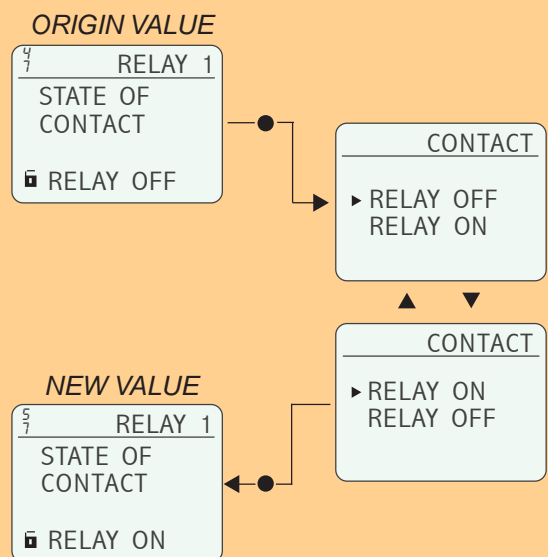 ORIGIN VALUE
4/7 RELAY 1
STATE OF
CONTACT
RELAY OFF
CONTACT
RELAY OFF
RELAY ON
CONTACT
RELAY ON
RELAY OFF
NEW VALUE
5/7 RELAY 1
STATE OF
CONTACT
RELAY ON